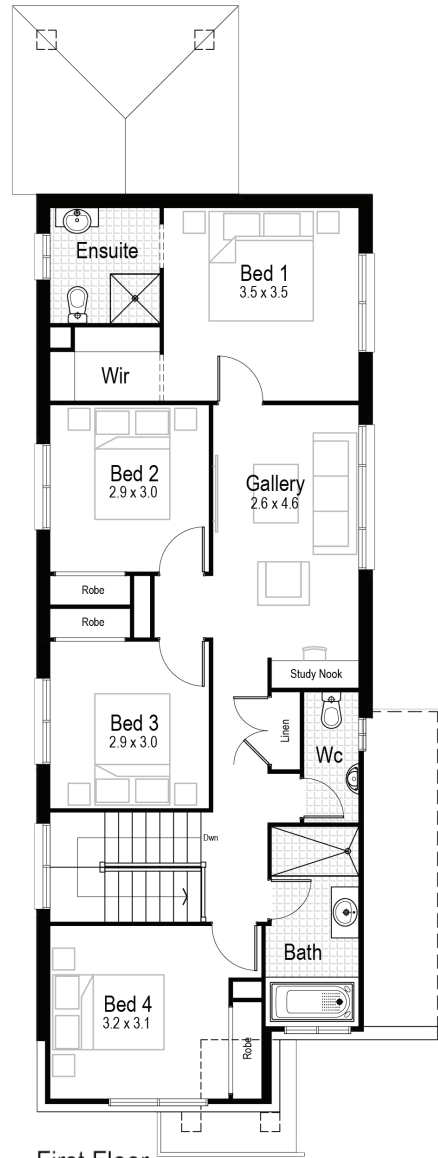 Ensuite
Bed 1
3.5 x 3.5
Wir
Bed 2
2.9 x 3.0
Gallery
2.6 x 4.6
Robe
Robe
Study Nook
Bed 3
2.9 x 3.0
Linen
Wc
Dwn
Bath
Bed 4
3.2 x 3.1
Robe
First Floor